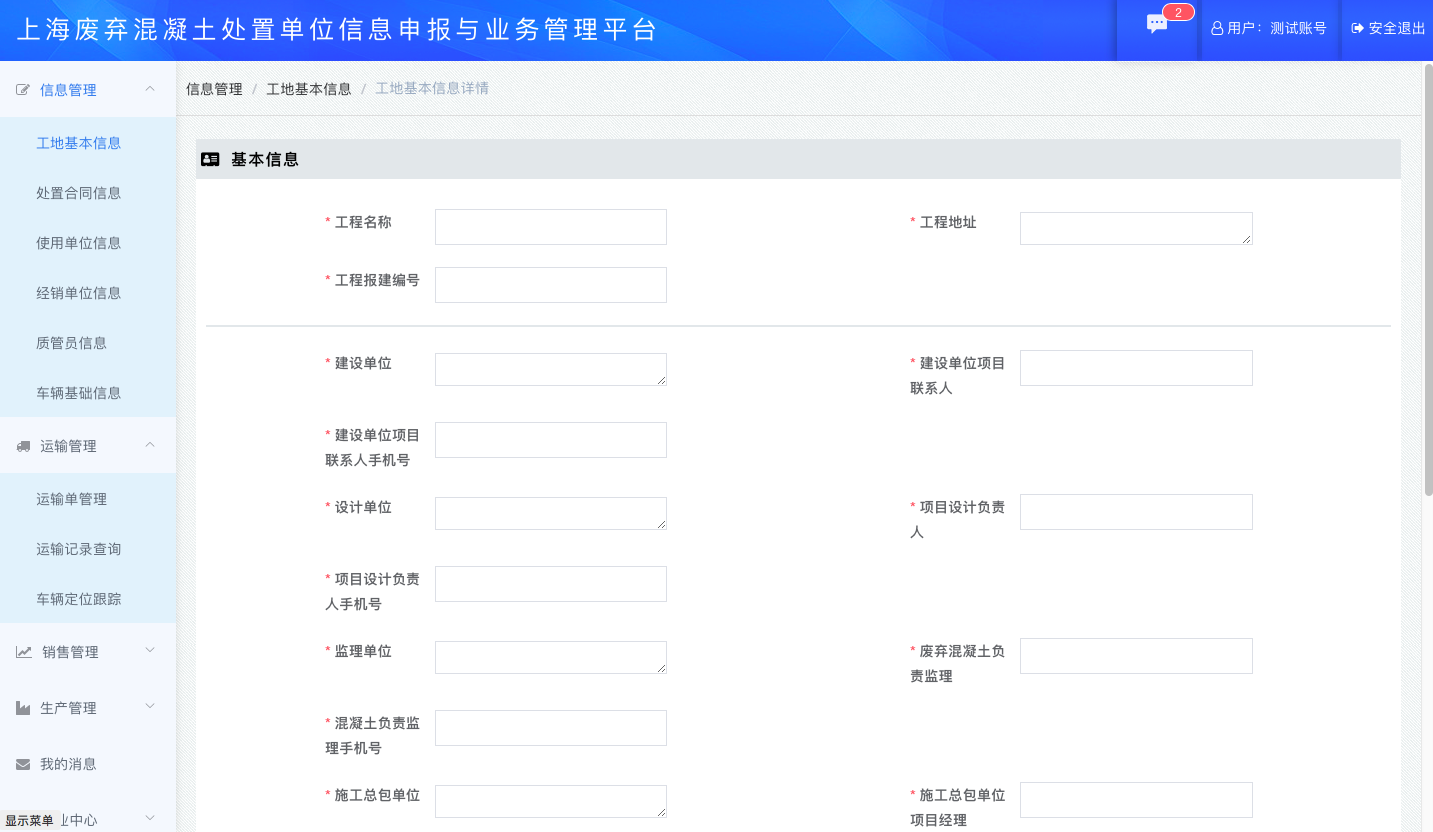 上海废弃混凝土处置单位信息申报与业务管理平台
2
用户：测试账号
安全退出
信息管理
工地基本信息
处置合同信息
使用单位信息
经销单位信息
质管员信息
车辆基础信息
运输管理
运输单管理
运输记录查询
车辆定位跟踪
销售管理
生产管理
我的消息
业中心
显示菜单
信息管理 / 工地基本信息 / 工地基本信息详情
基本信息
* 工程名称
* 工程地址
* 工程报建编号
* 建设单位
* 建设单位项目
联系人
* 建设单位项目
联系人手机号
* 设计单位
* 项目设计负责
人
* 项目设计负责
人手机号
* 监理单位
* 废弃混凝土负
责监理
* 混凝土负责监
理手机号
* 施工总包单位
* 施工总包单位
项目经理